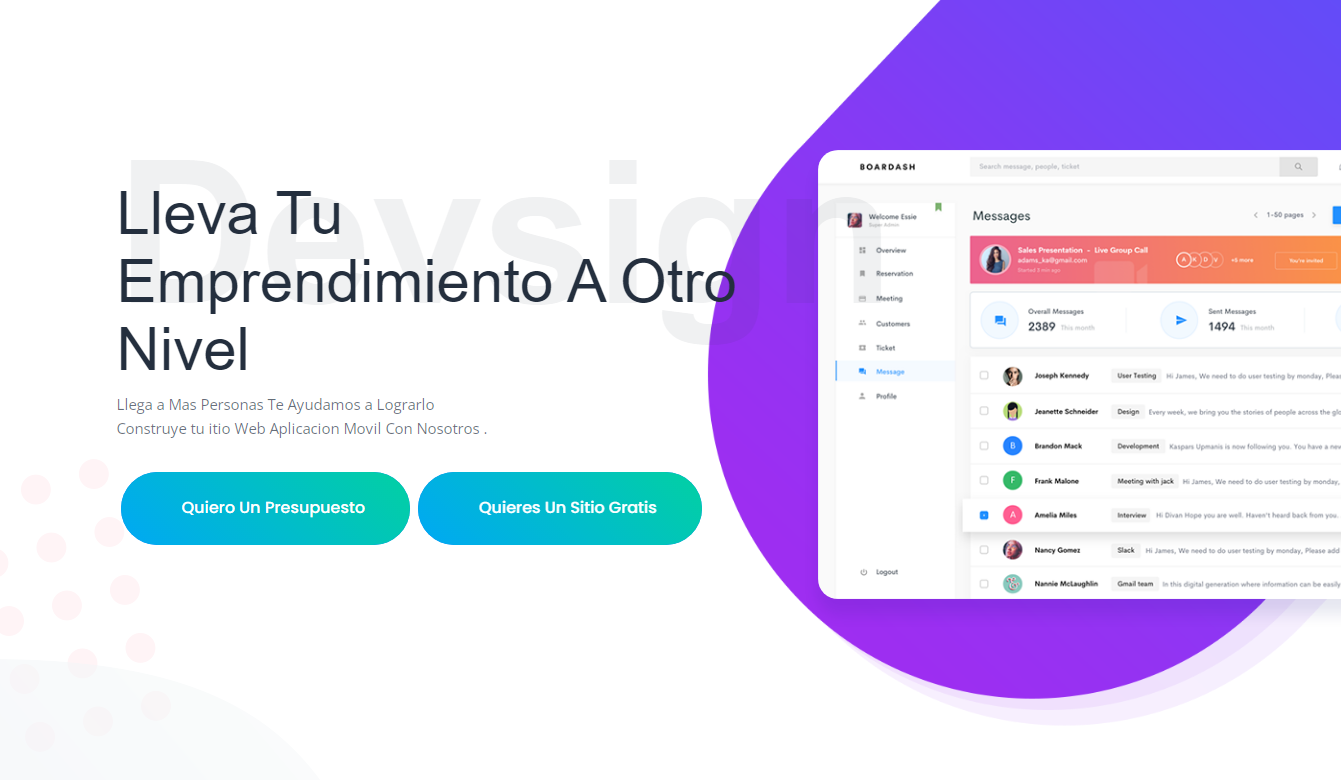 Devsign
Lleva Tu
Emprendimiento A Otro
Nivel
Llega a Mas Personas Te Ayudamos a Lograrlo
Construye tu itio Web Aplicacion Movil Con Nosotros .
Quiero Un Presupuesto
Quieres Un Sitio Gratis
BOARDASH
Search message, people, ticket
Welcome Essie
Super Admin
Overview
Reservation
Meeting
Customers
Ticket
Message
Profile
Logout
Messages
1-50 pages
Sales Presentation - Live Group Call
adams_ka@gmail.com
Started 2 min ago
A K D V
+6 more
You're invited
Overall Messages
2389 This month
Sent Messages
1494 This month
Joseph Kennedy User Testing Hi James, We need to do user testing by monday,
Jeanette Schneider Design Every week, we bring you the stories of people across the
B Brandon Mack Development Kaspars Upmanis is now following you. You have a
F Frank Malone Meeting with jack Hi James, We need to do user testing by monday,
A Amelia Miles Interview Hi Divan Hope you are well. Haven't heard back from you.
Nancy Gomez Slack Hi James, We need to do user testing by monday, Please add
Nannie McLaughlin Gmail team In this digital generation where information can be easily